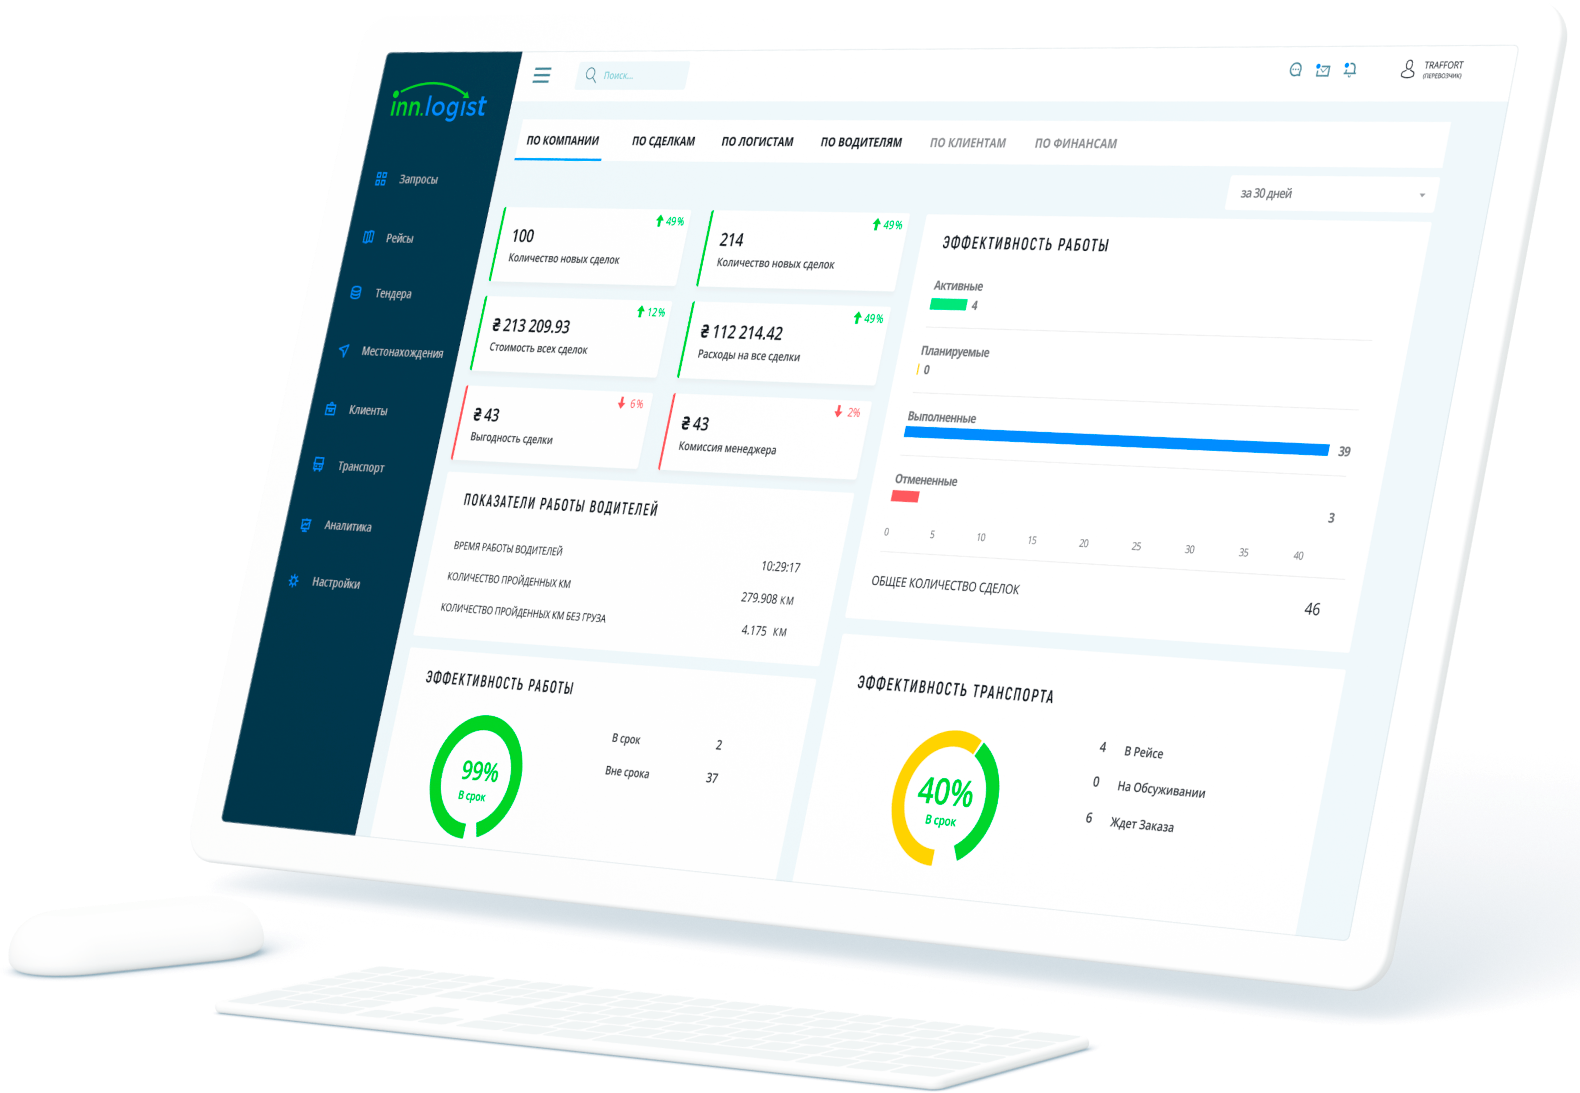 inn.logist
Поиск...
TRAFFORT
(ПЕРЕВОЗЧИК)
Запросы
Рейсы
Тендера
Местонахождения
Клиенты
Транспорт
Аналитика
Настройки
ПО КОМПАНИИ ПО СДЕЛКАМ ПО ЛОГИСТАМ ПО ВОДИТЕЛЯМ ПО КЛИЕНТАМ ПО ФИНАНСАМ
за 30 дней
49%
100
Количество новых сделок
49%
214
Количество новых сделок
12%
₴ 213 209.93
Стоимость всех сделок
49%
₴ 112 214.42
Расходы на все сделки
6%
₴ 43
Выгодность сделки
2%
₴ 43
Комиссия менеджера
ЭФФЕКТИВНОСТЬ РАБОТЫ
Активные
4
Планируемые
0
Выполненные
39
Отмененные
3
0 5 10 15 20 25 30 35 40
ОБЩЕЕ КОЛИЧЕСТВО СДЕЛОК 46
ПОКАЗАТЕЛИ РАБОТЫ ВОДИТЕЛЕЙ
ВРЕМЯ РАБОТЫ ВОДИТЕЛЕЙ 10:29:17
КОЛИЧЕСТВО ПРОЙДЕННЫХ КМ 279.908 КМ
КОЛИЧЕСТВО ПРОЙДЕННЫХ КМ БЕЗ ГРУЗА 4.175 КМ
ЭФФЕКТИВНОСТЬ РАБОТЫ
99%
В срок
В срок 2
Вне срока 37
ЭФФЕКТИВНОСТЬ ТРАНСПОРТА
40%
В срок
4 В Рейсе
0 На Обсуживании
6 Ждет Заказа